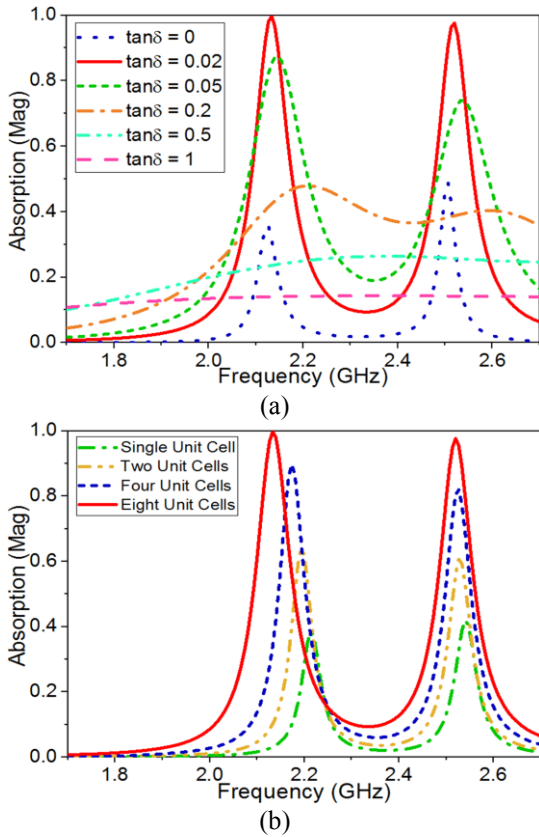 (a)
1.0
0.8
0.6
0.4
0.2
0.0
Absorption (Mag)
tanδ = 0
tanδ = 0.02
tanδ = 0.05
tanδ = 0.2
tanδ = 0.5
tanδ = 1
1.8 2.0 2.2 2.4 2.6
Frequency (GHz)
(a)
1.0
0.8
0.6
0.4
0.2
0.0
Absorption (Mag)
Single Unit Cell
Two Unit Cells
Four Unit Cells
Eight Unit Cells
1.8 2.0 2.2 2.4 2.6
Frequency (GHz)
(b)